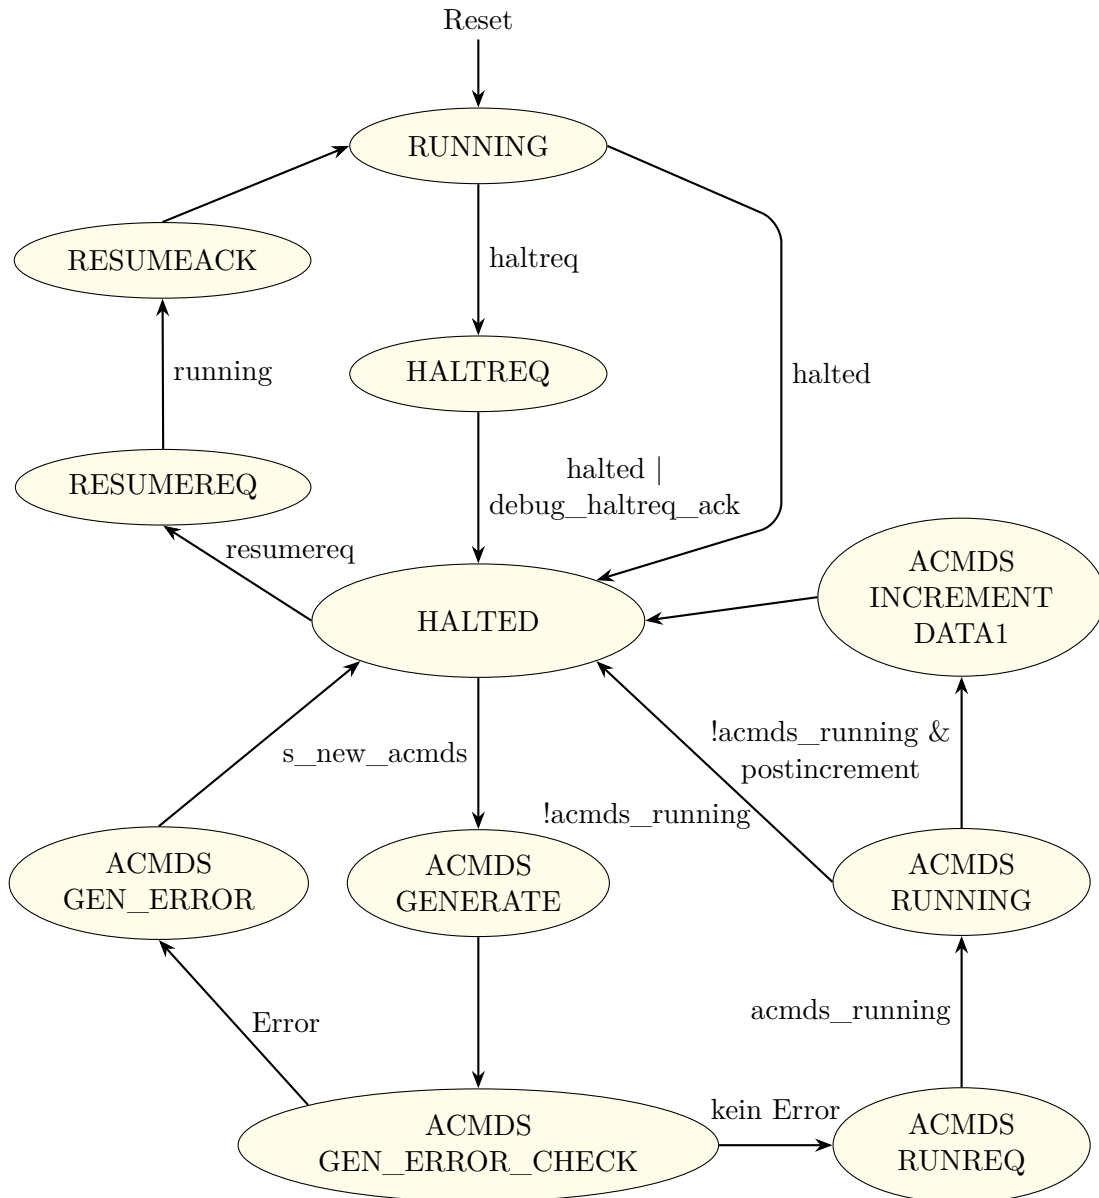 Reset
RUNNING
RESUMEACK
haltreq
running
HALTREQ
halted
halted |
debug_haltreq_ack
RESUMEREQ
resumereq
HALTED
ACMDS
INCREMENT
DATA1
s_new_acmds
!acmds_running &
postincrement
!acmds_running
ACMDS
GEN_ERROR
ACMDS
GENERATE
ACMDS
RUNNING
Error
acmds_running
kein Error
ACMDS
GEN_ERROR_CHECK
ACMDS
RUNREQ